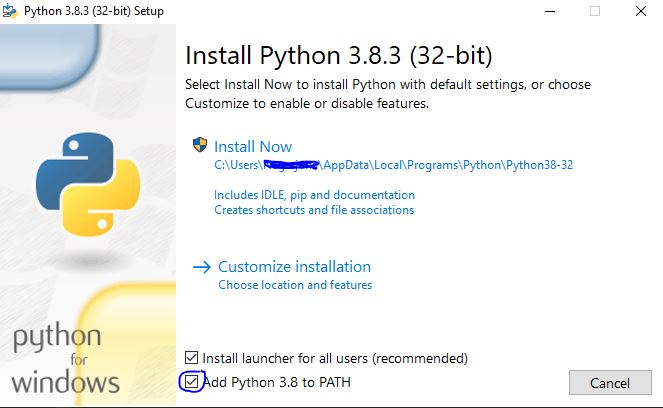 Python 3.8.3 (32-bit) Setup
Install Python 3.8.3 (32-bit)
Select Install Now to install Python with default settings, or choose
Customize to enable or disable features.
Install Now
C:\Users\ \AppData\Local\Programs\Python\Python38-32
Includes IDLE, pip and documentation
Creates shortcuts and file associations
Customize installation
Choose location and features
Install launcher for all users (recommended)
Add Python 3.8 to PATH
Cancel
python
for
windows